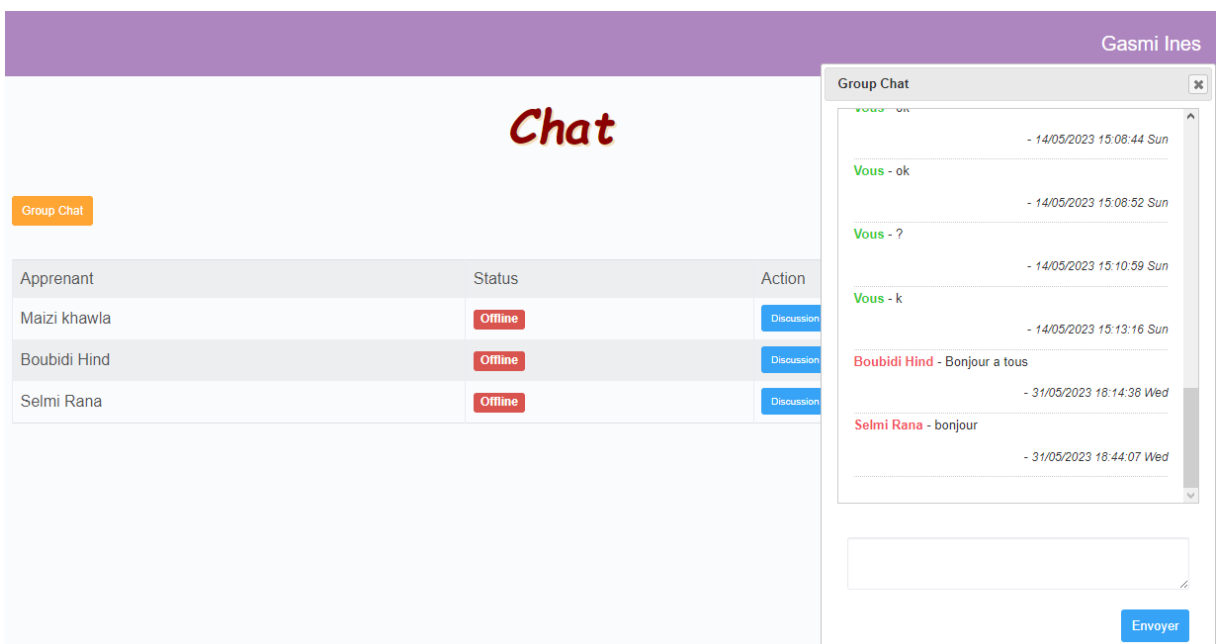 Gasmi Ines
Chat
Group Chat
Apprenant Status Action
Maizi khawla Offline Discussion
Boubidi Hind Offline Discussion
Selmi Rana Offline Discussion
Group Chat
Vous - ok
- 14/05/2023 15:08:44 Sun
Vous - ok
- 14/05/2023 15:08:52 Sun
Vous - ?
- 14/05/2023 15:10:59 Sun
Vous - k
- 14/05/2023 15:13:16 Sun
Boubidi Hind - Bonjour a tous
- 31/05/2023 18:14:38 Wed
Selmi Rana - bonjour
- 31/05/2023 18:44:07 Wed
Envoyer